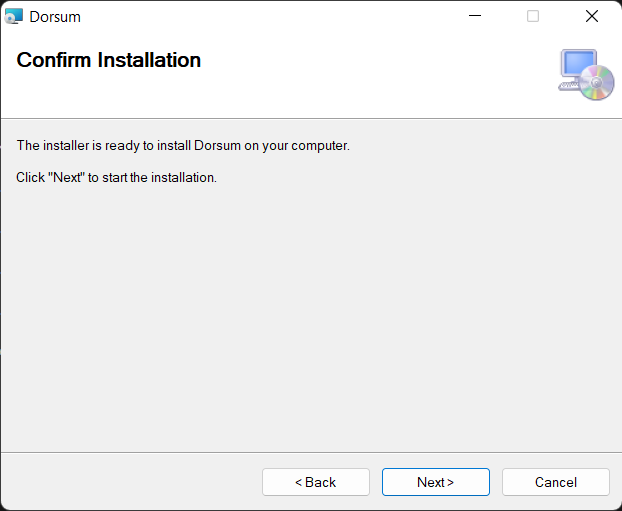 Dorsum
Confirm Installation
The installer is ready to install Dorsum on your computer.
Click "Next" to start the installation.
< Back
Next >
Cancel